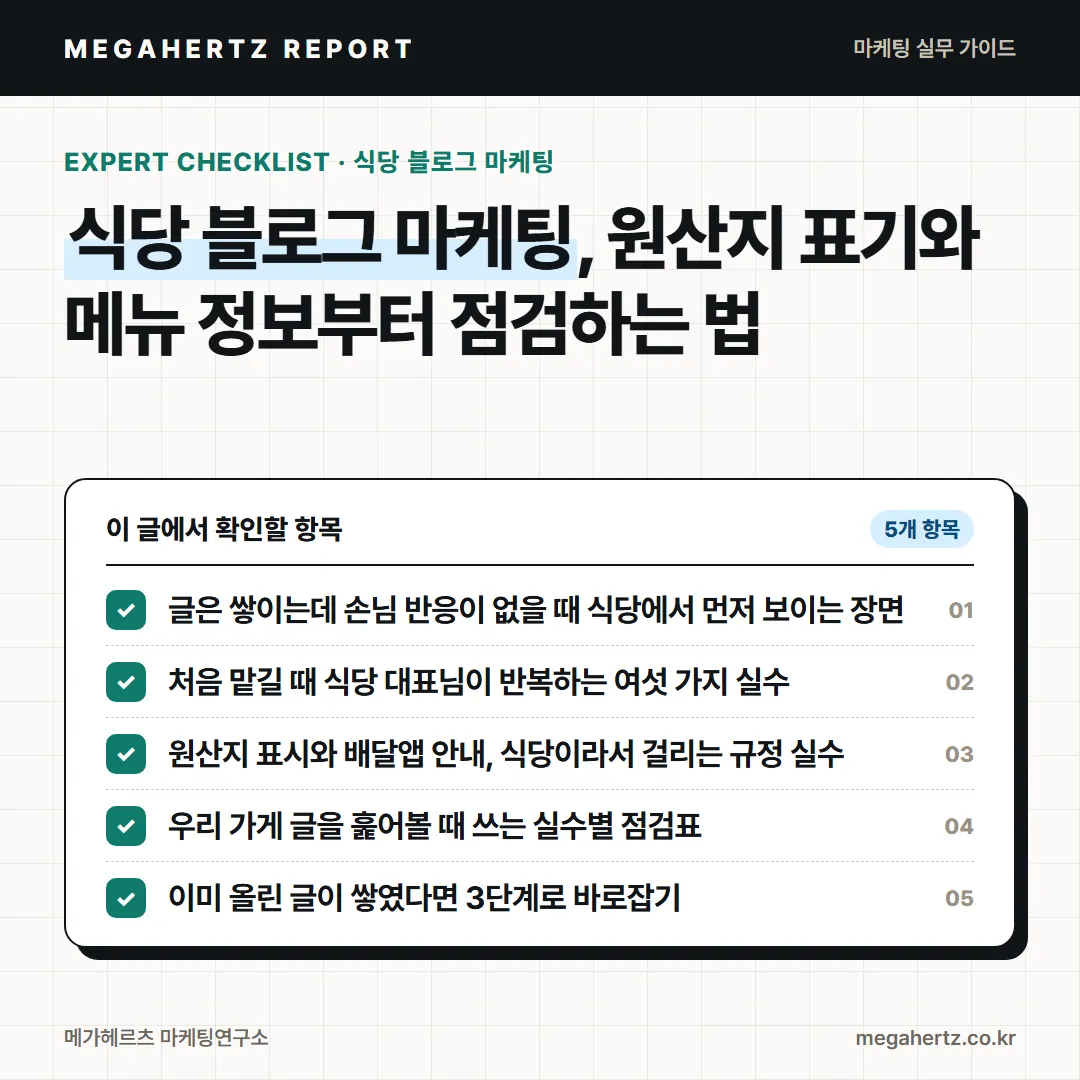 MEGAHERTZ REPORT
마케팅 실무 가이드
EXPERT CHECKLIST · 식당 블로그 마케팅
식당 블로그 마케팅, 원산지 표기와
메뉴 정보부터 점검하는 법
이 글에서 확인할 항목
5개 항목
글은 쌓이는데 손님 반응이 없을 때 식당에서 먼저 보이는 장면
01
처음 맡길 때 식당 대표님이 반복하는 여섯 가지 실수
02
원산지 표시와 배달앱 안내, 식당이라서 걸리는 규정 실수
03
우리 가게 글을 훑어볼 때 쓰는 실수별 점검표
04
이미 올린 글이 쌓였다면 3단계로 바로잡기
05
메가헤르츠 마케팅연구소
megahertz.co.kr